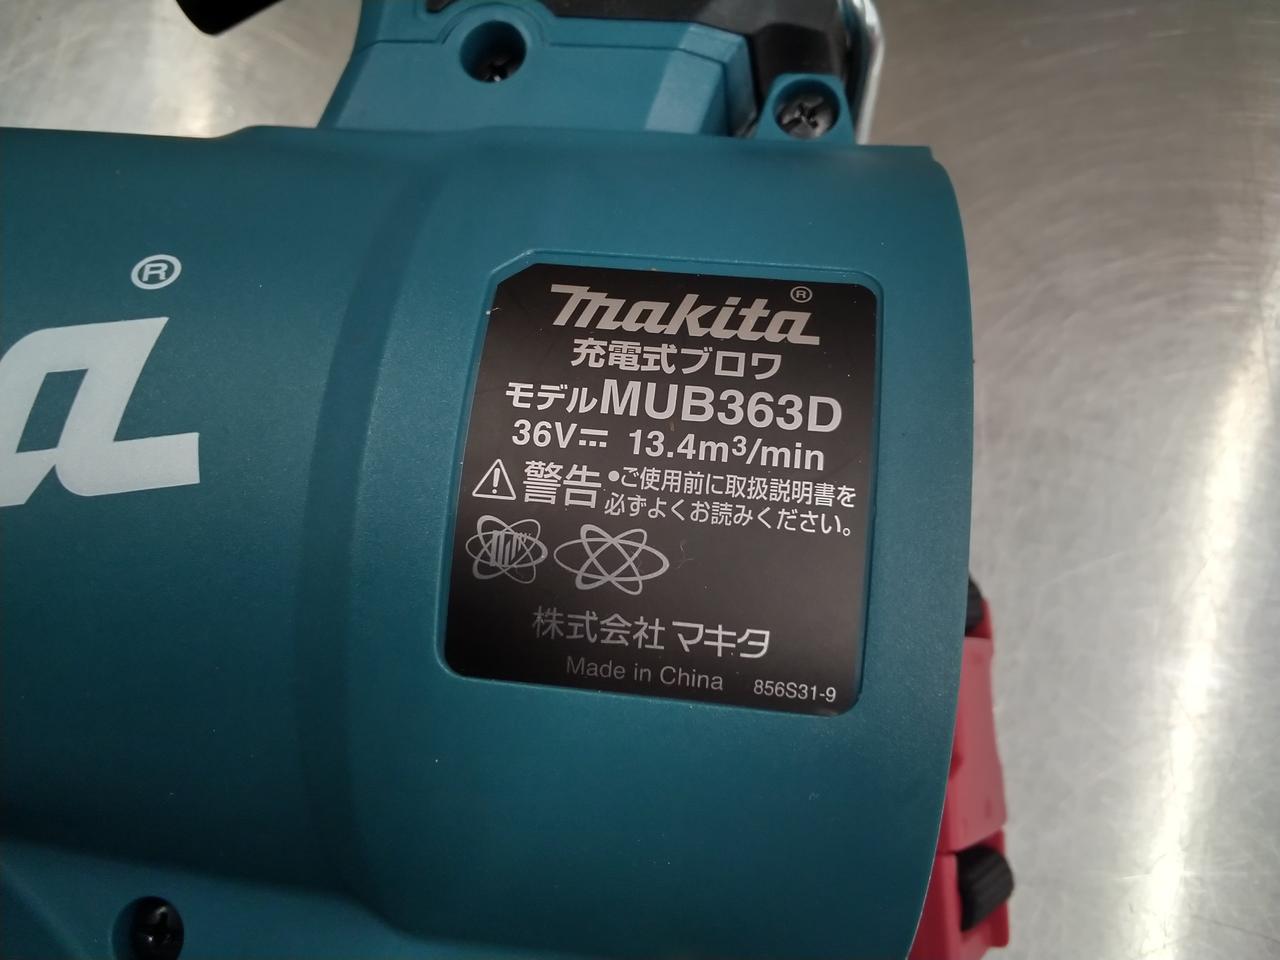 ®
makita®
充電式ブロワ
モデルMUB363D
36V⎓ 13.4m³/min
⚠警告 •ご使用前に取扱説明書を
必ずよくお読みください。
株式会社マキタ
Made in China 856S31-9